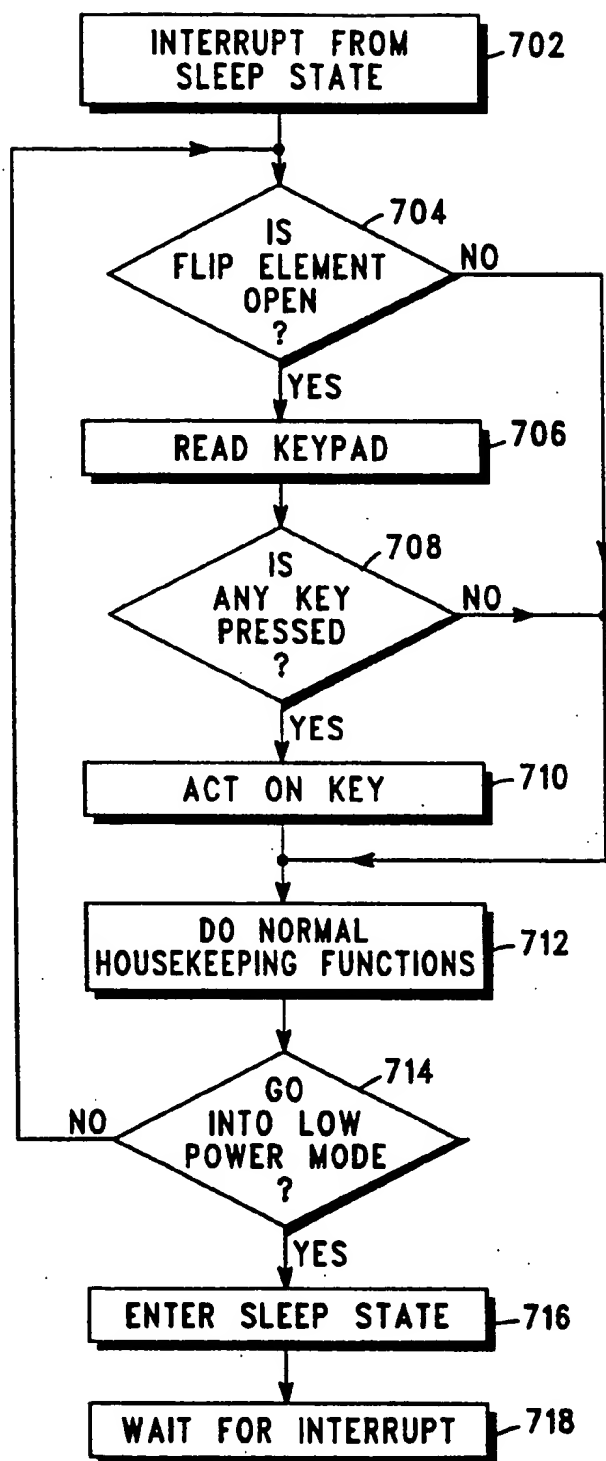 INTERRUPT FROM
SLEEP STATE
702
704
IS
FLIP ELEMENT
OPEN
?
NO
YES
READ KEYPAD
706
708
IS
ANY KEY
PRESSED
?
NO
YES
ACT ON KEY
710
DO NORMAL
HOUSEKEEPING FUNCTIONS
712
714
GO
INTO LOW
POWER MODE
?
NO
YES
ENTER SLEEP STATE
716
WAIT FOR INTERRUPT
718